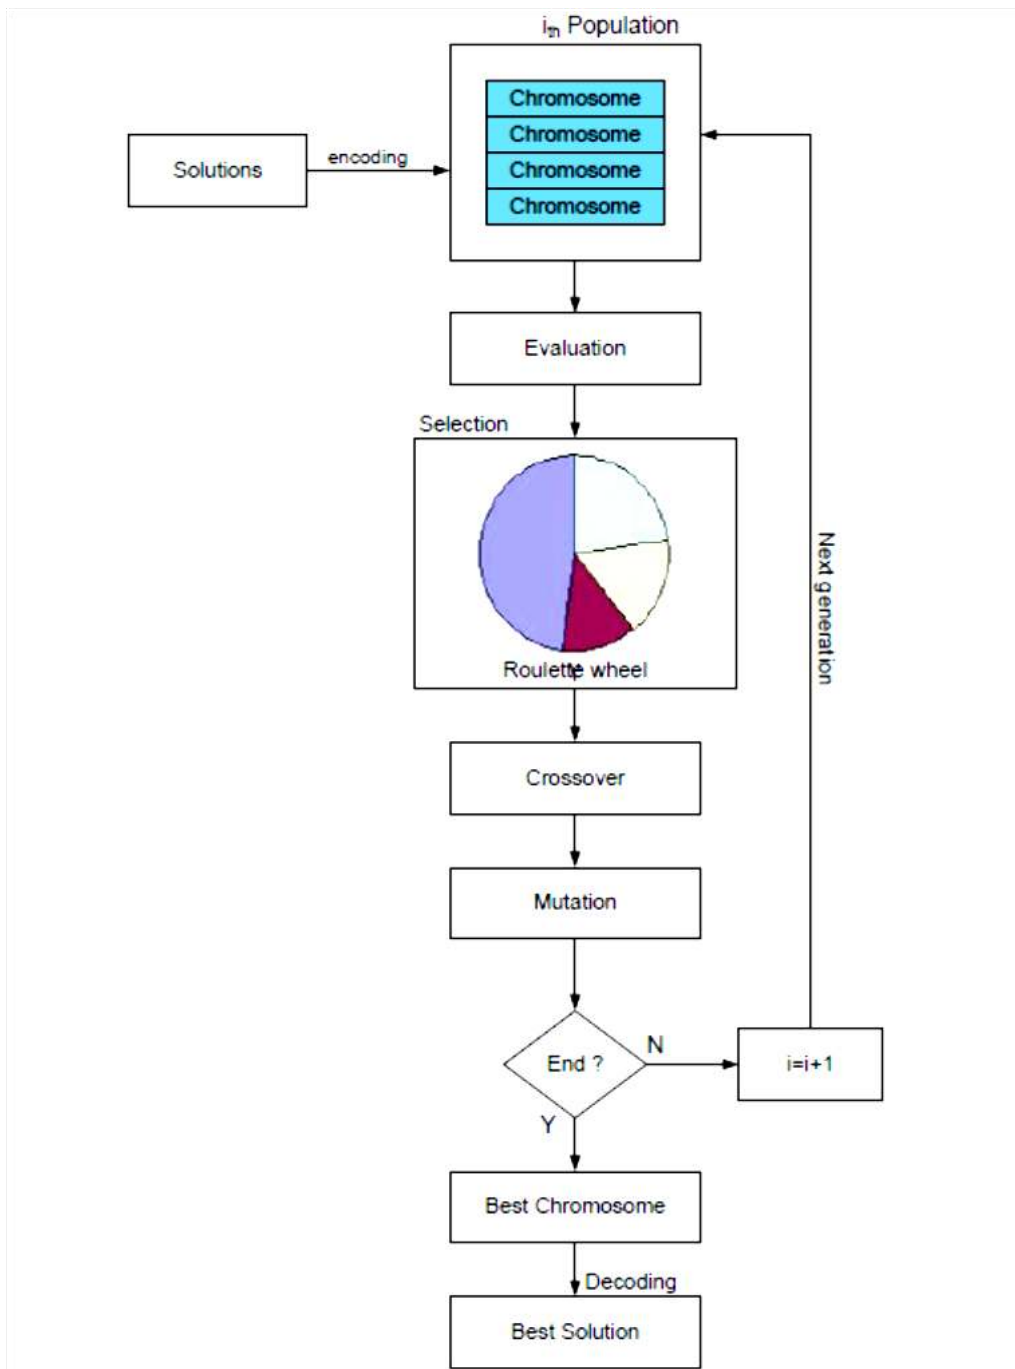 ith Population
Chromosome
Chromosome
Chromosome
Chromosome
Solutions
encoding
Evaluation
Selection
Roulette wheel
Next generation
Crossover
Mutation
End ?
N
i=i+1
Y
Best Chromosome
Decoding
Best Solution